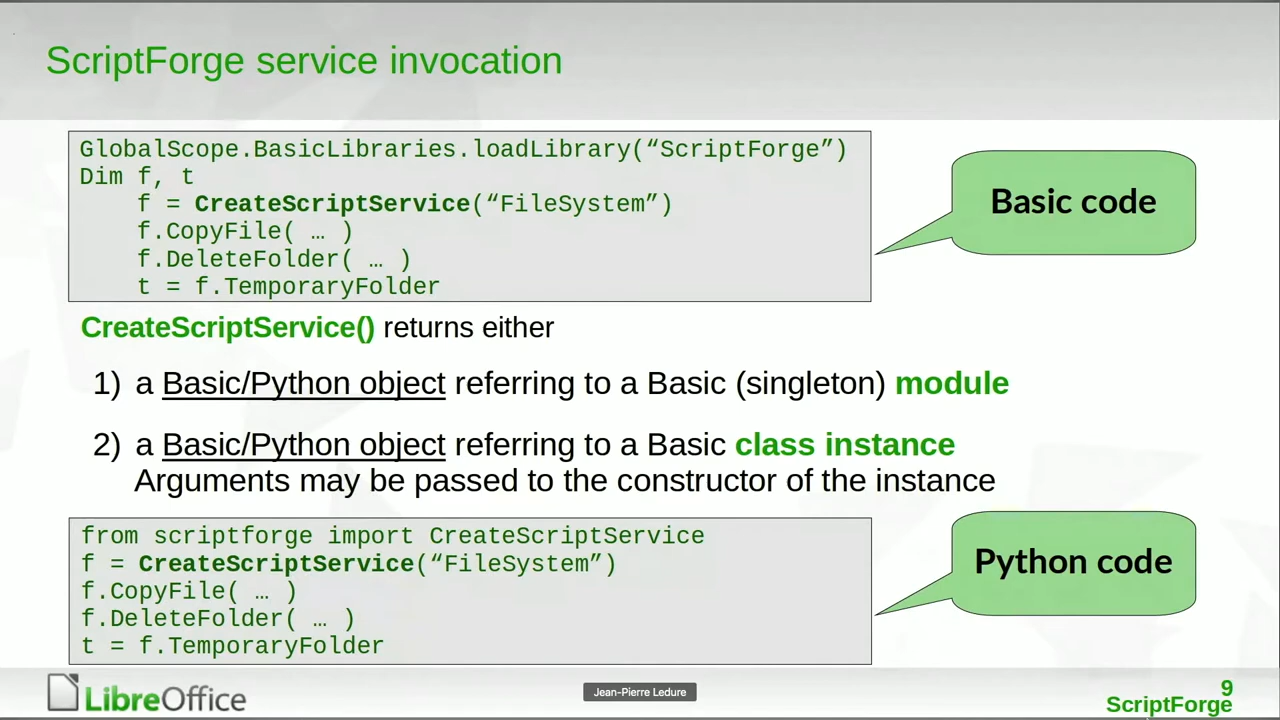 ScriptForge service invocation
GlobalScope.BasicLibraries.loadLibrary(“ScriptForge”)
Dim f, t
f = CreateScriptService(“FileSystem”)
f.CopyFile( … )
f.DeleteFolder( … )
t = f.TemporaryFolder
Basic code
CreateScriptService() returns either
1) a Basic/Python object referring to a Basic (singleton) module
2) a Basic/Python object referring to a Basic class instance
Arguments may be passed to the constructor of the instance
from scriptforge import CreateScriptService
f = CreateScriptService(“FileSystem”)
f.CopyFile( … )
f.DeleteFolder( … )
t = f.TemporaryFolder
Python code
LibreOffice
Jean-Pierre Ledure
9
ScriptForge